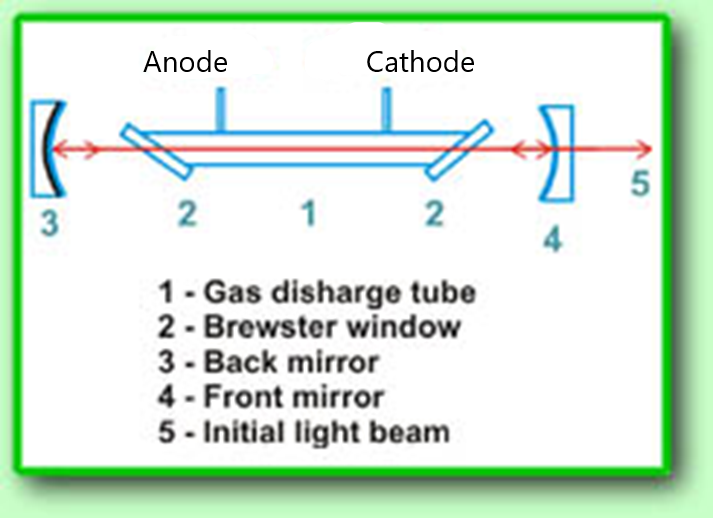 Anode Cathode
5
3 2 1 2 4
1 - Gas disharge tube
2 - Brewster window
3 - Back mirror
4 - Front mirror
5 - Initial light beam